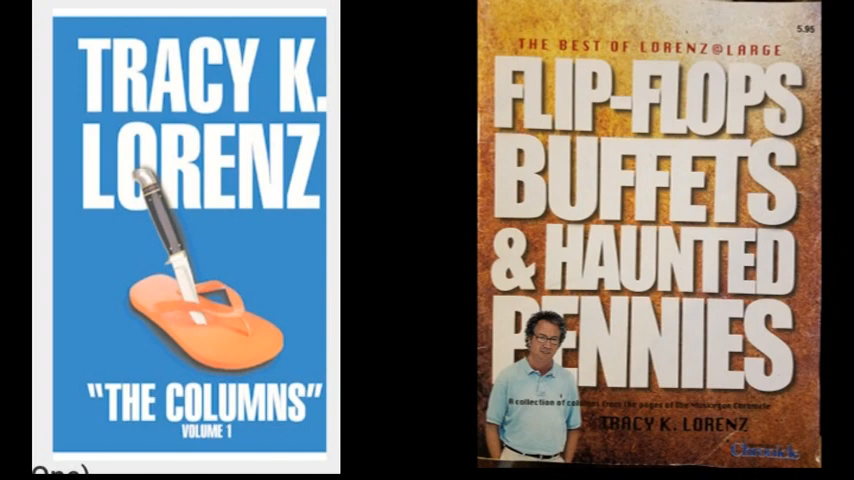 TRACY K.
LORENZ
"THE COLUMNS"
VOLUME 1
One)
5.95
THE BEST OF LORENZ@LARGE
FLIP-FLOPS
BUFFETS
& HAUNTED
PENNIES
A collection of columns from the pages of the Muskegon Chronicle
TRACY K. LORENZ
Chronicle